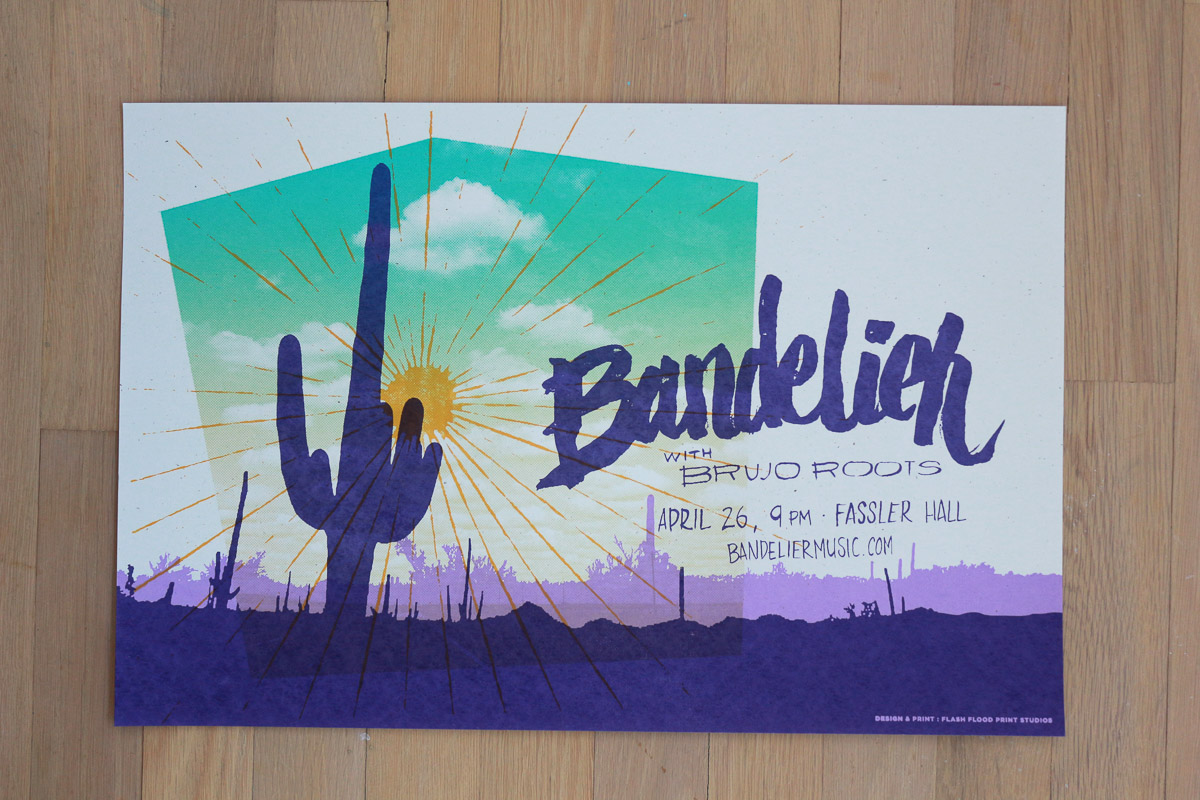 Bandelier
WITH
BRUJO ROOTS
APRIL 26, 9 PM · FASSLER HALL
BANDELIERMUSIC.COM
DESIGN & PRINT : FLASH FLOOD PRINT STUDIOS